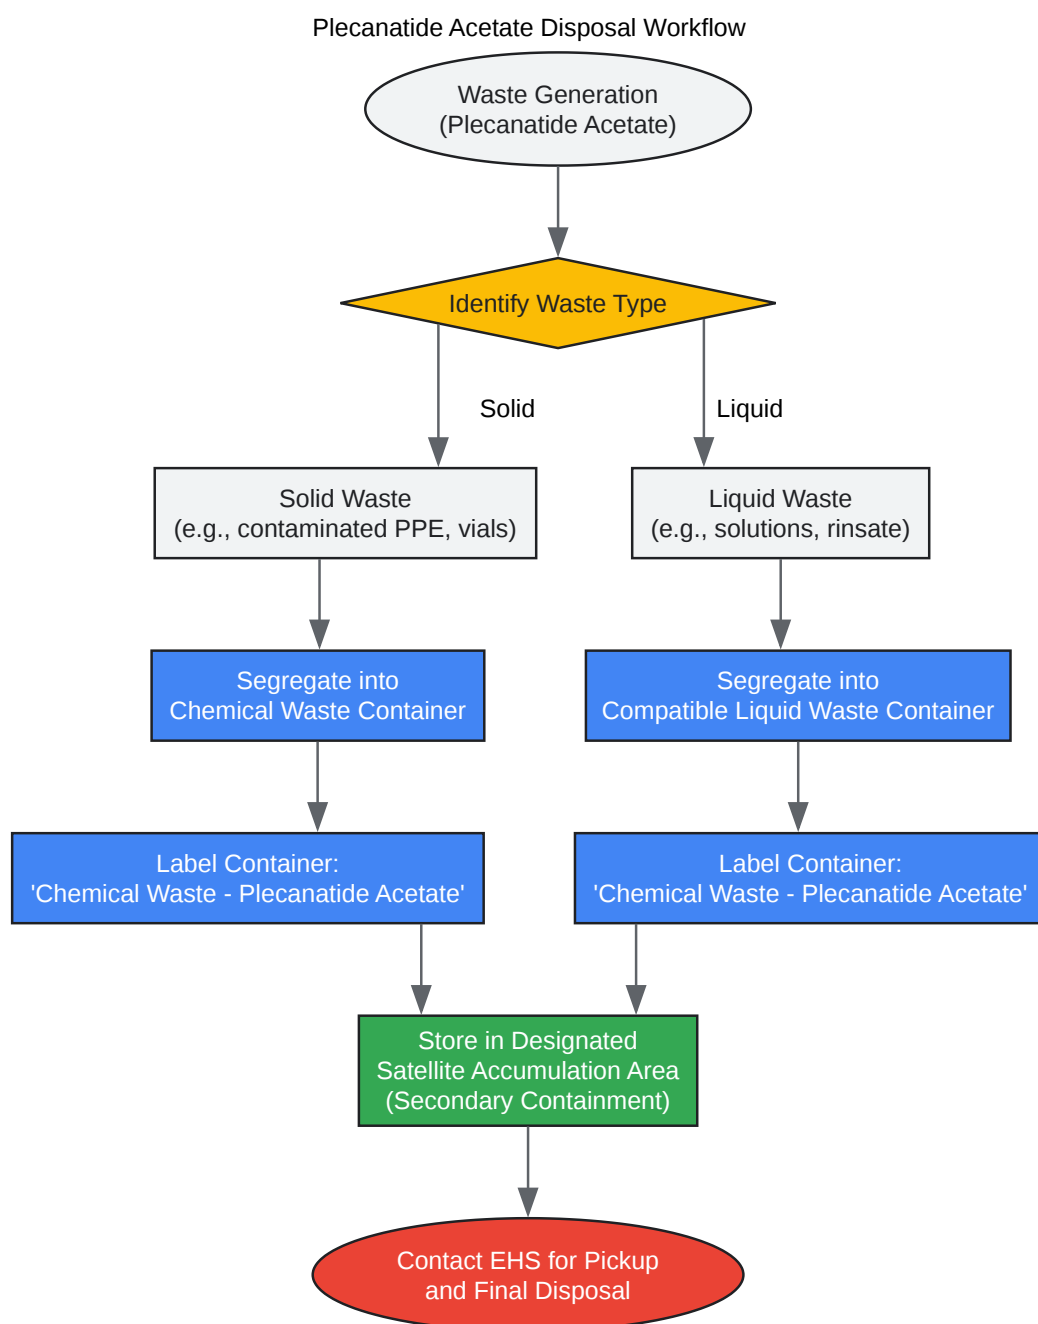 Plecanatide Acetate Disposal Workflow
Waste Generation
(Plecanatide Acetate)
Identify Waste Type
Solid
Liquid
Solid Waste
(e.g., contaminated PPE, vials)
Liquid Waste
(e.g., solutions, rinsate)
Segregate into
Chemical Waste Container
Segregate into
Compatible Liquid Waste Container
Label Container:
'Chemical Waste - Plecanatide Acetate'
Label Container:
'Chemical Waste - Plecanatide Acetate'
Store in Designated
Satellite Accumulation Area
(Secondary Containment)
Contact EHS for Pickup
and Final Disposal